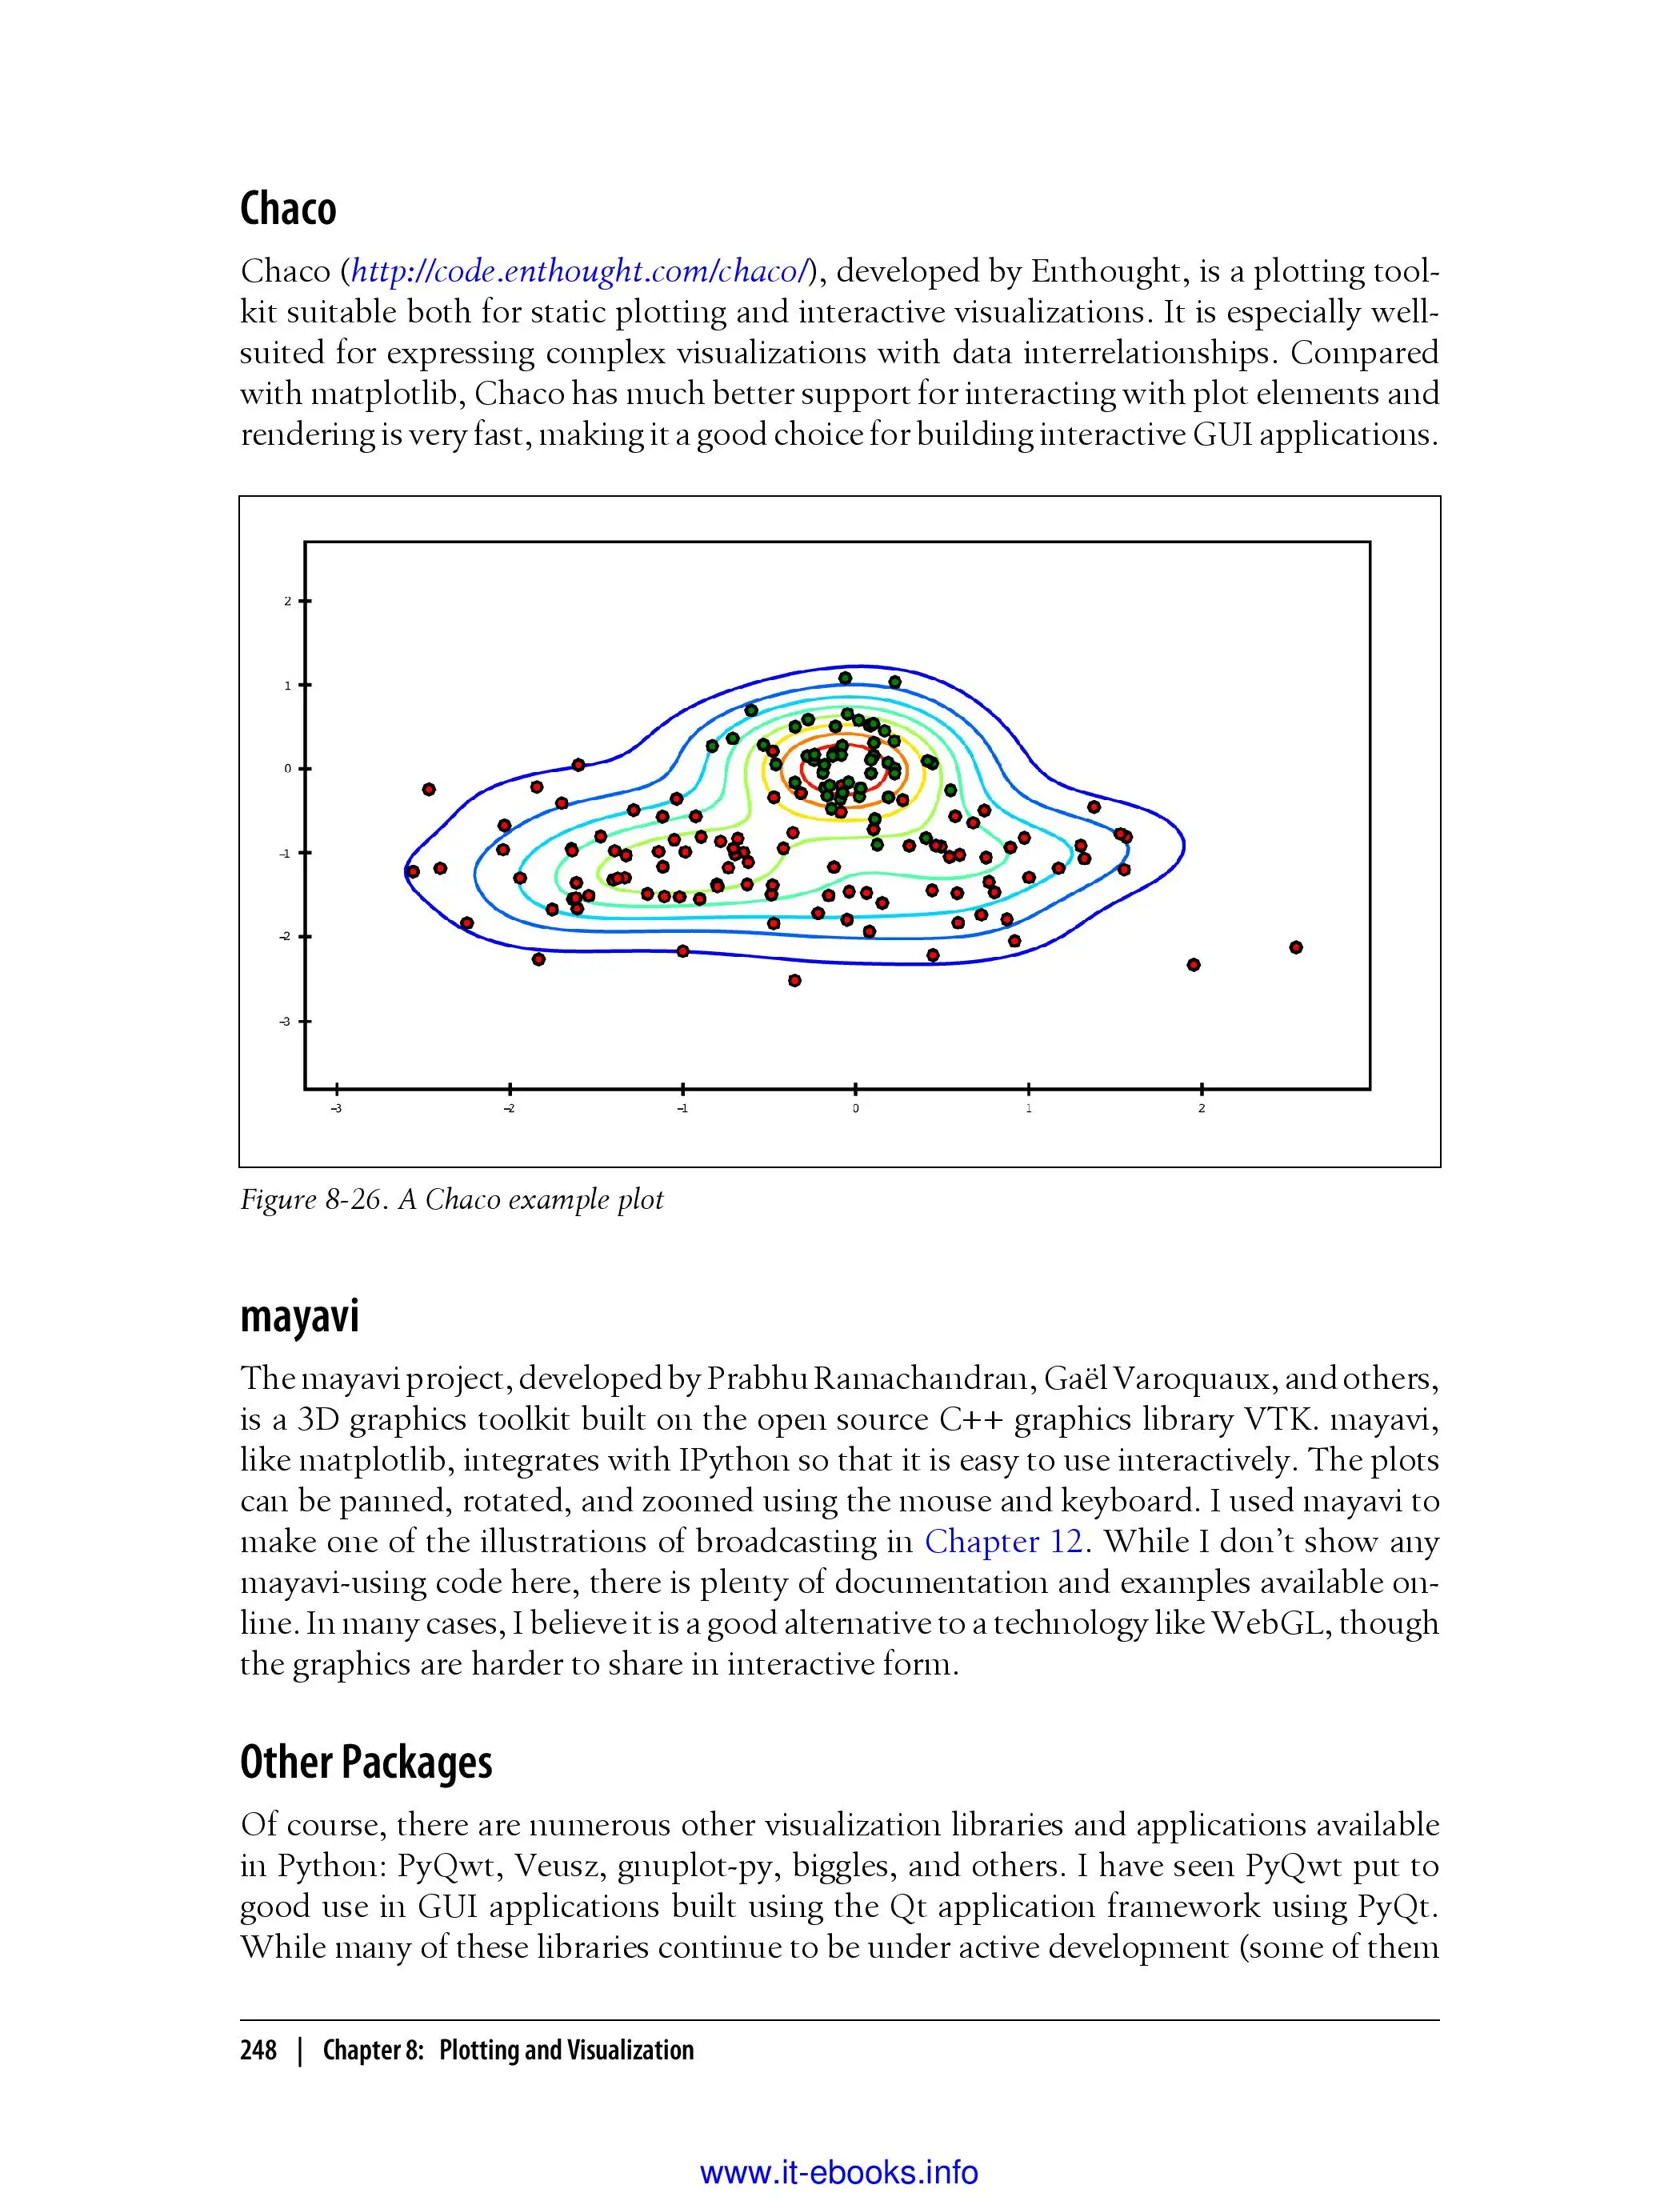 Chaco
Chaco (http://code.enthought.com/chaco/), developed by Enthought, is a plotting tool-
kit suitable both for static plotting and interactive visualizations. It is especially well-
suited for expressing complex visualizations with data interrelationships. Compared
with matplotlib, Chaco has much better support for interacting with plot elements and
rendering is very fast, making it a good choice for building interactive GUI applications.
2
1
0
-1
-2
-3
-3 -2 -1 0 1 2
Figure 8-26. A Chaco example plot
mayavi
The mayavi project, developed by Prabhu Ramachandran, Gaël Varoquaux, and others,
is a 3D graphics toolkit built on the open source C++ graphics library VTK. mayavi,
like matplotlib, integrates with IPython so that it is easy to use interactively. The plots
can be panned, rotated, and zoomed using the mouse and keyboard. I used mayavi to
make one of the illustrations of broadcasting in Chapter 12. While I don’t show any
mayavi-using code here, there is plenty of documentation and examples available on-
line. In many cases, I believe it is a good alternative to a technology like WebGL, though
the graphics are harder to share in interactive form.
Other Packages
Of course, there are numerous other visualization libraries and applications available
in Python: PyQwt, Veusz, gnuplot-py, biggles, and others. I have seen PyQwt put to
good use in GUI applications built using the Qt application framework using PyQt.
While many of these libraries continue to be under active development (some of them
248 | Chapter 8: Plotting and Visualization
www.it-ebooks.info